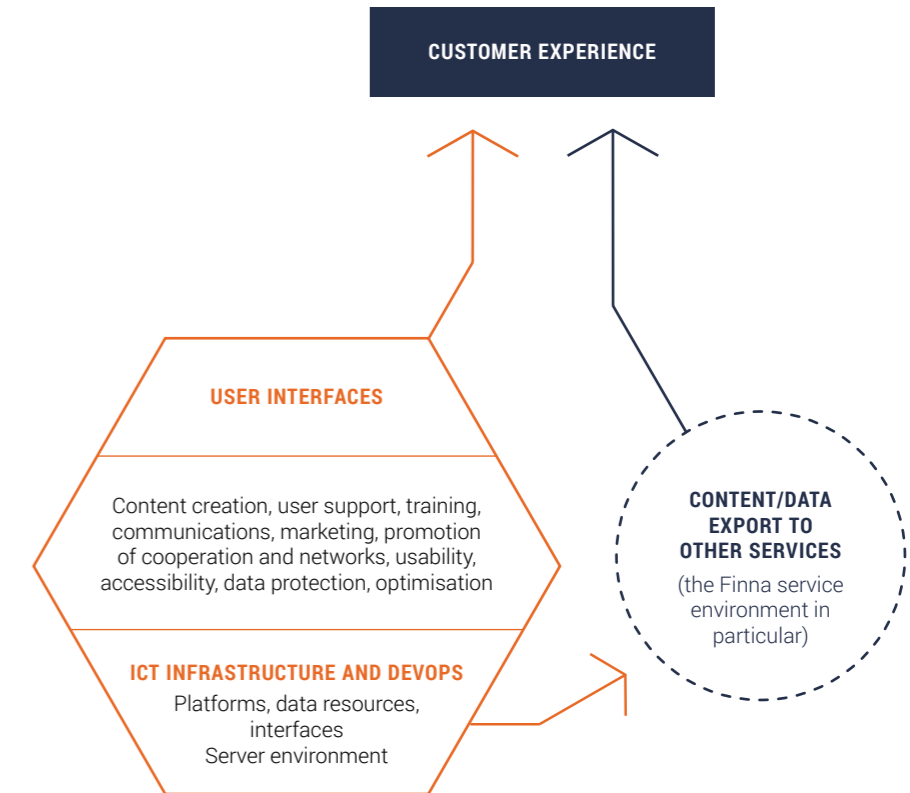 CUSTOMER EXPERIENCE
USER INTERFACES
Content creation, user support, training,
communications, marketing, promotion
of cooperation and networks, usability,
accessibility, data protection, optimisation
ICT INFRASTRUCTURE AND DEVOPS
Platforms, data resources,
interfaces
Server environment
CONTENT/DATA
EXPORT TO
OTHER SERVICES
(the Finna service
environment in
particular)